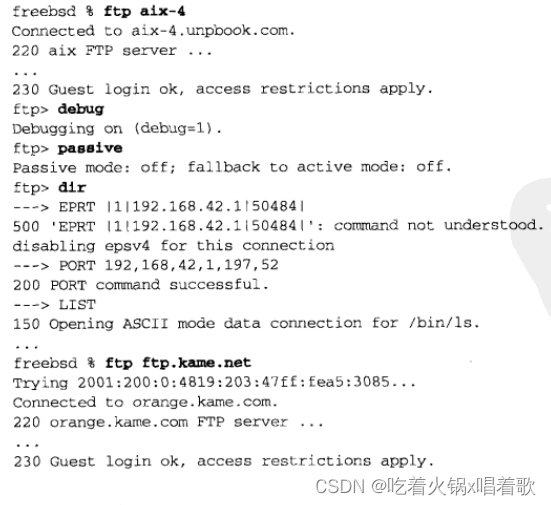 freebsd % ftp aix-4
Connected to aix-4.unpbook.com.
220 aix FTP server ...
...
230 Guest login ok, access restrictions apply.
ftp> debug
Debugging on (debug=1).
ftp> passive
Passive mode: off; fallback to active mode: off.
ftp> dir
---> EPRT |1|192.168.42.1|50484|
500 'EPRT |1|192.168.42.1|50484|': command not understood.
disabling epsv4 for this connection
---> PORT 192,168,42,1,197,52
200 PORT command successful.
---> LIST
150 Opening ASCII mode data connection for /bin/ls.
...
freebsd % ftp ftp.kame.net
Trying 2001:200:0:4819:203:47ff:fea5:3085...
Connected to orange.kame.com.
220 orange.kame.com FTP server ...
...
230 Guest login ok, access restrictions apply.
CSDN @吃着火锅x唱着歌